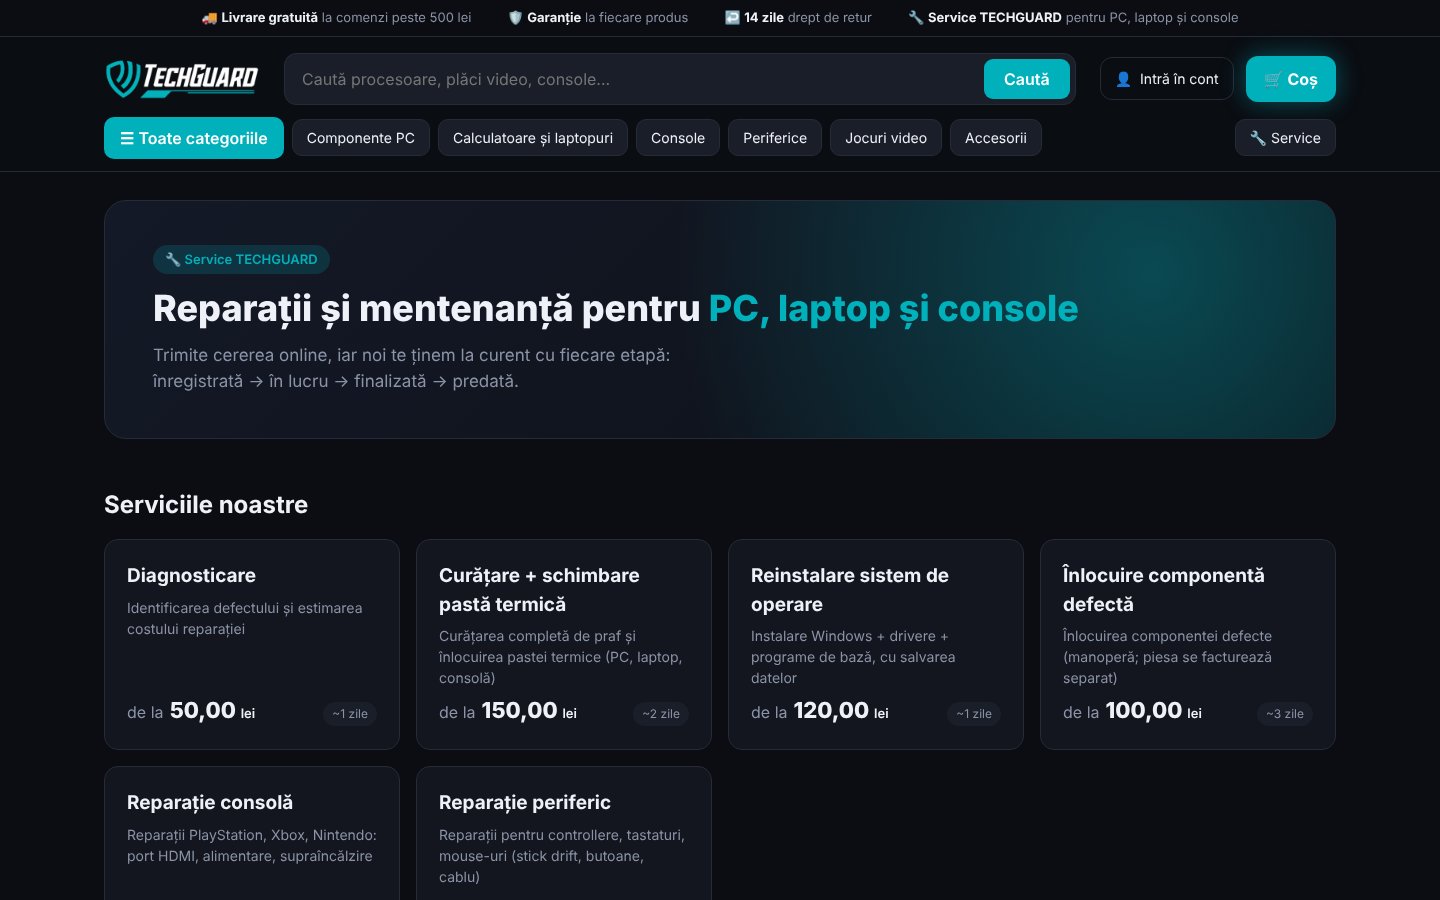 🚚 Livrare gratuită la comenzi peste 500 lei 🛡️ Garanție la fiecare produs ↩️ 14 zile drept de retur 🔧 Service TECHGUARD pentru PC, laptop și console
TECHGUARD Caută procesoare, plăci video, console... Caută 👤 Intră în cont 🛒 Coș
☰ Toate categoriile Componente PC Calculatoare și laptopuri Console Periferice Jocuri video Accesorii 🔧 Service
🔧 Service TECHGUARD
Reparații și mentenanță pentru PC, laptop și console
Trimite cererea online, iar noi te ținem la curent cu fiecare etapă:
înregistrată → în lucru → finalizată → predată.
Serviciile noastre
Diagnosticare
Identificarea defectului și estimarea
costului reparației
de la 50,00 lei ~1 zile
Curățare + schimbare
pastă termică
Curățarea completă de praf și
înlocuirea pastei termice (PC, laptop,
consolă)
de la 150,00 lei ~2 zile
Reinstalare sistem de
operare
Instalare Windows + drivere +
programe de bază, cu salvarea
datelor
de la 120,00 lei ~1 zile
Înlocuire componentă
defectă
Înlocuirea componentei defecte
(manoperă; piesa se facturează
separat)
de la 100,00 lei ~3 zile
Reparație consolă
Reparații PlayStation, Xbox, Nintendo:
port HDMI, alimentare, supraîncălzire
Reparație periferic
Reparații pentru controllere, tastaturi,
mouse-uri (stick drift, butoane,
cablu)